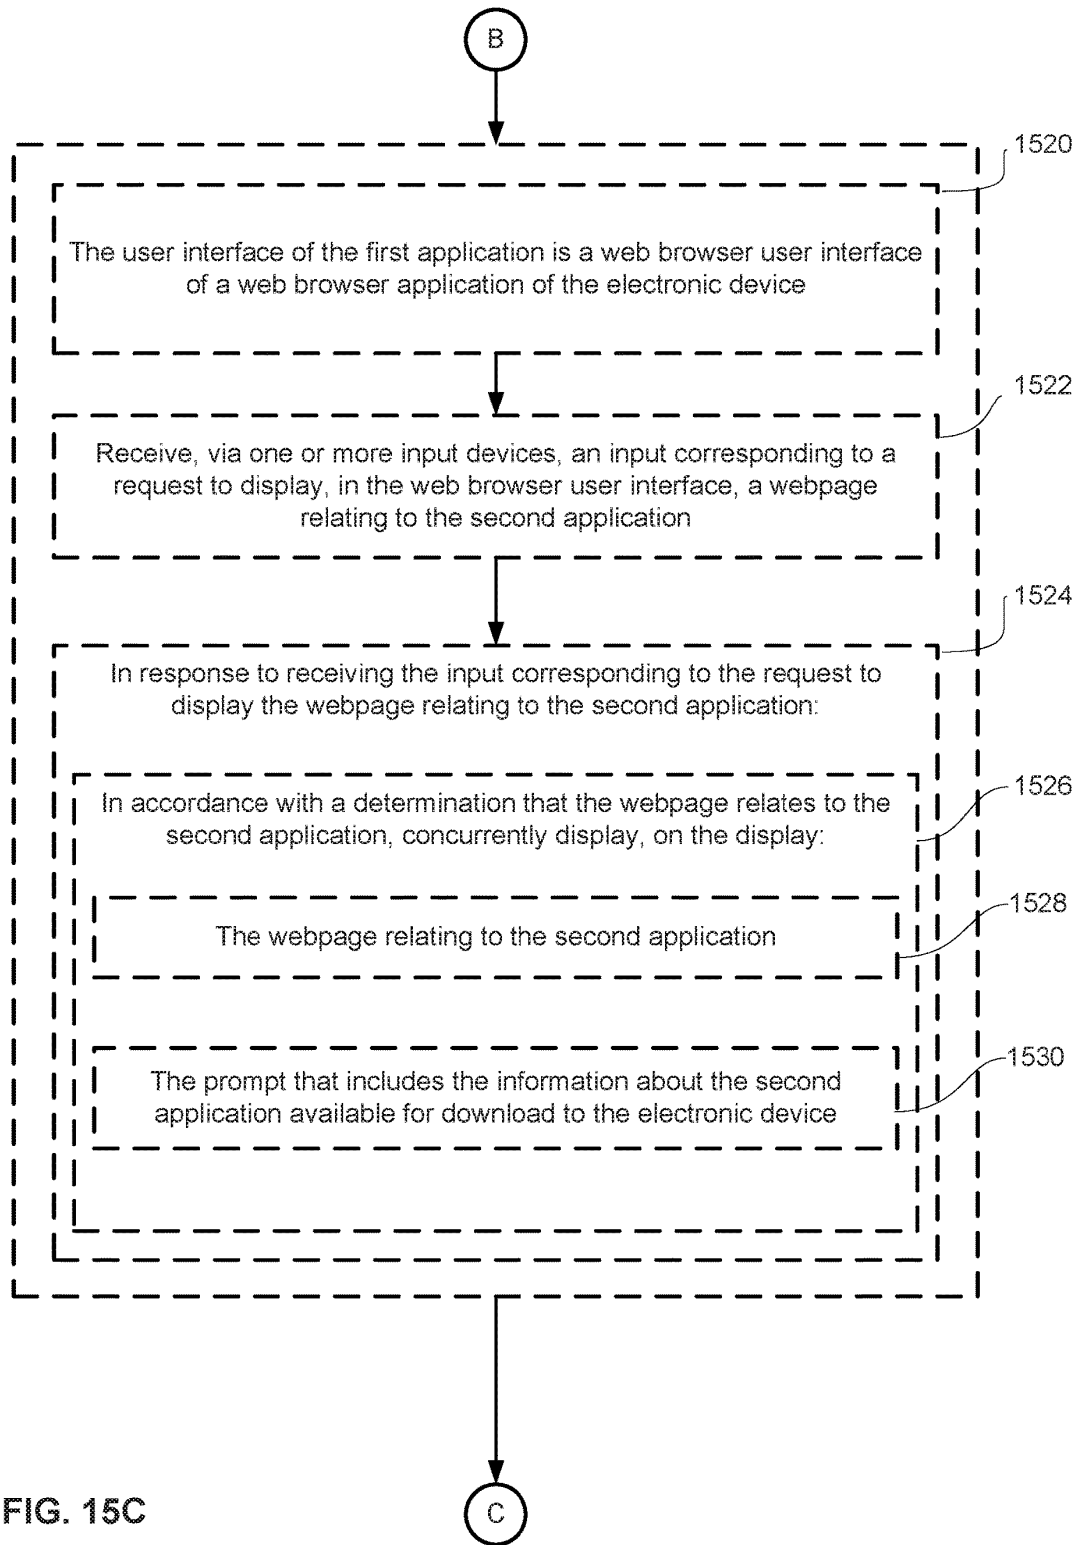 B
1520
The user interface of the first application is a web browser user interface
of a web browser application of the electronic device
1522
Receive, via one or more input devices, an input corresponding to a
request to display, in the web browser user interface, a webpage
relating to the second application
1524
In response to receiving the input corresponding to the request to
display the webpage relating to the second application:
1526
In accordance with a determination that the webpage relates to the
second application, concurrently display, on the display:
1528
The webpage relating to the second application
1530
The prompt that includes the information about the second
application available for download to the electronic device
FIG. 15C
C